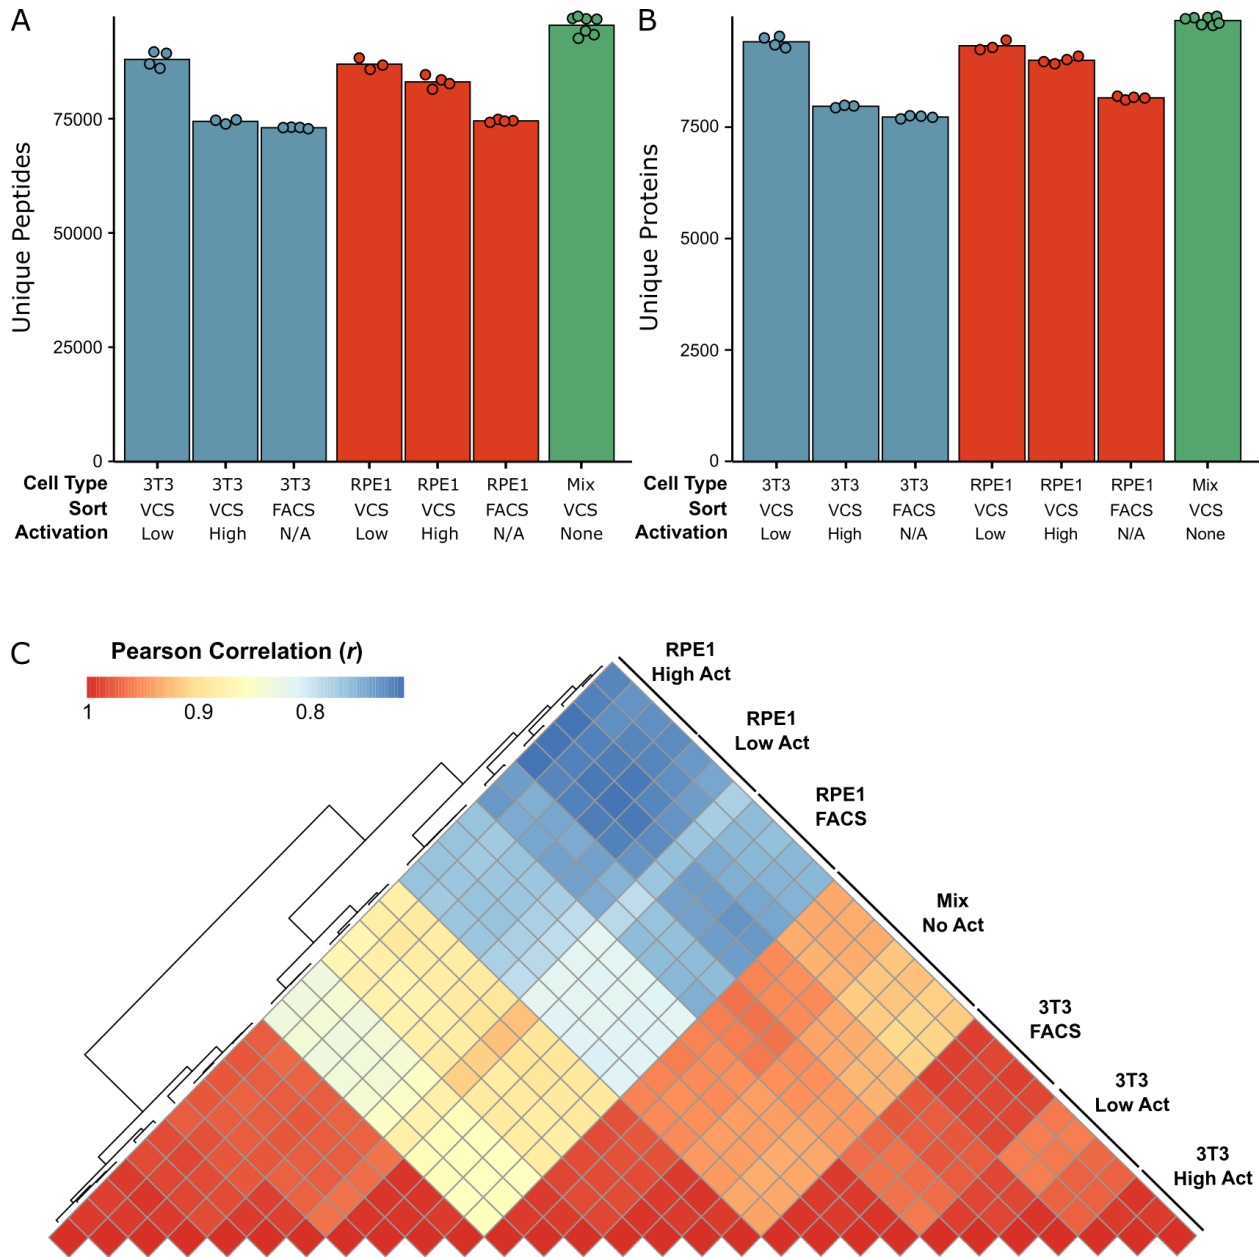 A
Unique Peptides
75000
50000
25000
0
Cell Type 3T3 3T3 3T3 RPE1 RPE1 RPE1 Mix
Sort VCS VCS FACS VCS VCS FACS VCS
Activation Low High N/A Low High N/A None
B
Unique Proteins
7500
5000
2500
0
Cell Type 3T3 3T3 3T3 RPE1 RPE1 RPE1 Mix
Sort VCS VCS FACS VCS VCS FACS VCS
Activation Low High N/A Low High N/A None
C
Pearson Correlation (r)
1 0.9 0.8
RPE1
High Act
RPE1
Low Act
RPE1
FACS
Mix
No Act
3T3
FACS
3T3
Low Act
3T3
High Act